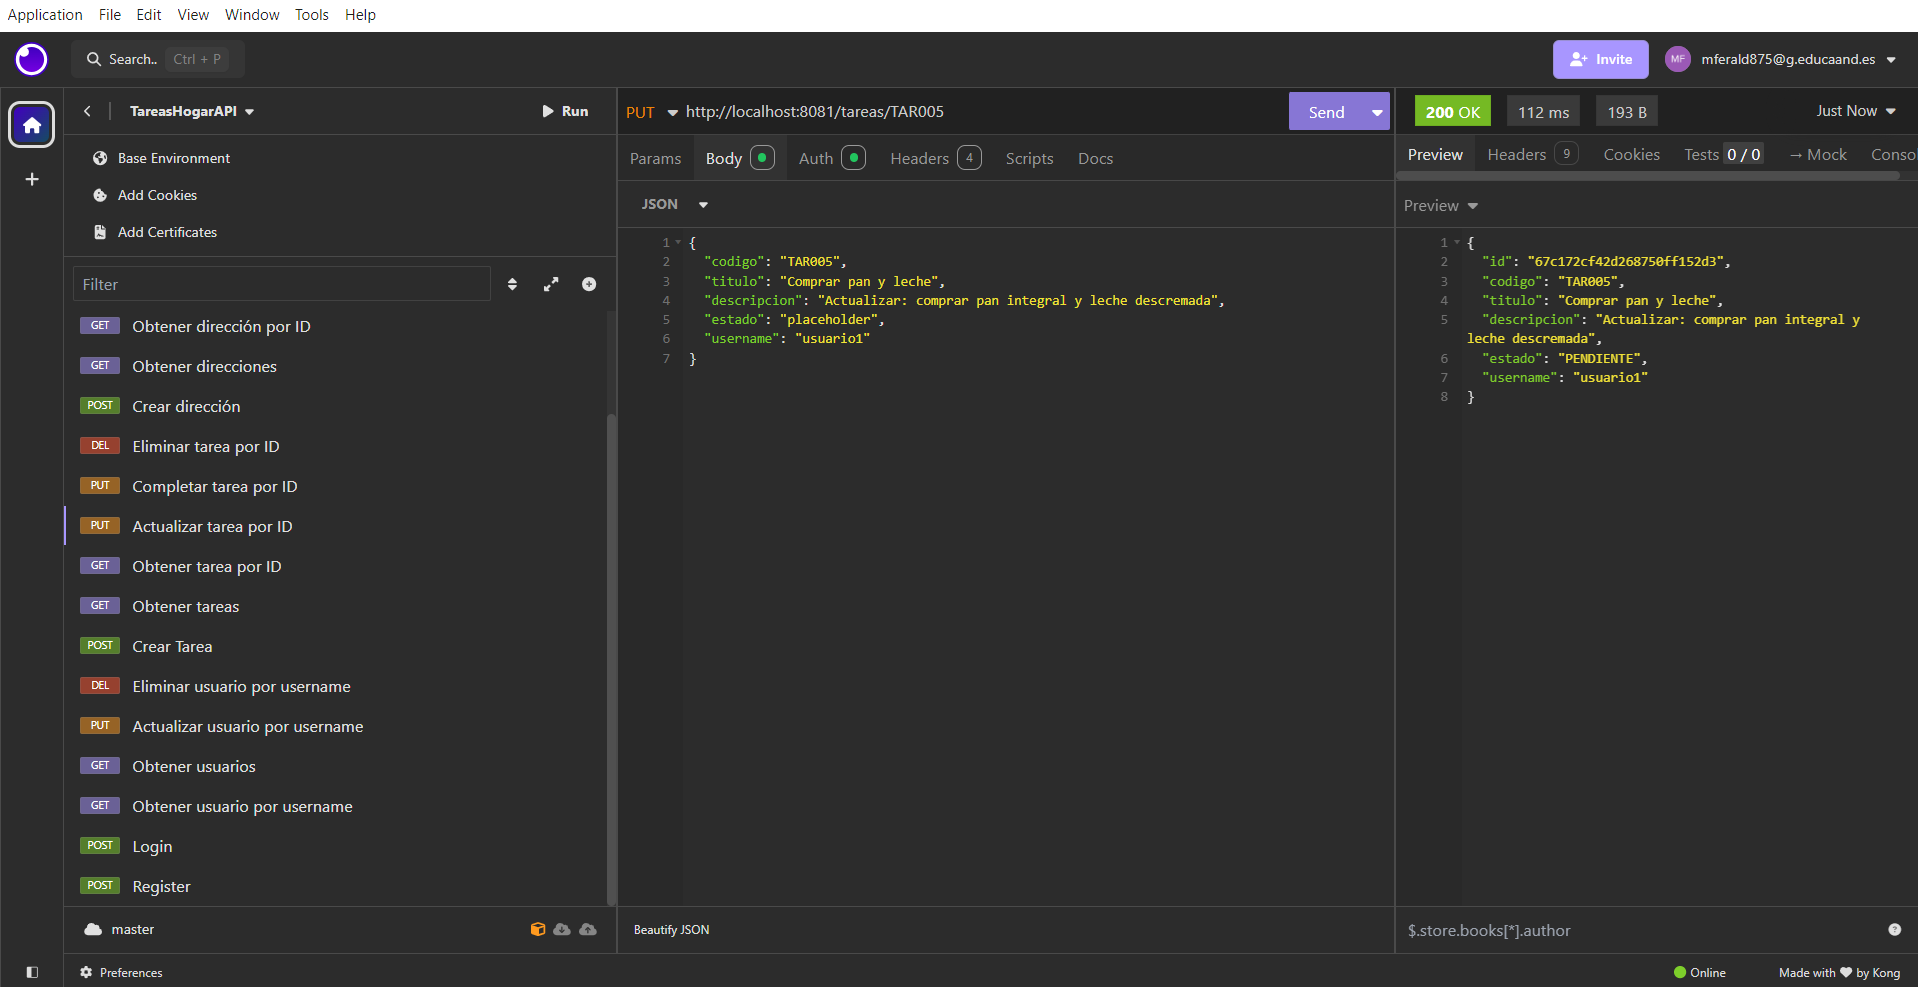 Application File Edit View Window Tools Help
Search.. Ctrl + P
Invite
MF mferald875@g.educaand.es
TareasHogarAPI
Run
Base Environment
Add Cookies
Add Certificates
Filter
GET Obtener dirección por ID
GET Obtener direcciones
POST Crear dirección
DEL Eliminar tarea por ID
PUT Completar tarea por ID
PUT Actualizar tarea por ID
GET Obtener tarea por ID
GET Obtener tareas
POST Crear Tarea
DEL Eliminar usuario por username
PUT Actualizar usuario por username
GET Obtener usuarios
GET Obtener usuario por username
POST Login
POST Register
master
Preferences
PUT http://localhost:8081/tareas/TAR005
Send
Params Body Auth Headers 4 Scripts Docs
JSON
1 {
2 "codigo": "TAR005",
3 "titulo": "Comprar pan y leche",
4 "descripcion": "Actualizar: comprar pan integral y leche descremada",
5 "estado": "placeholder",
6 "username": "usuario1"
7 }
Beautify JSON
200 OK 112 ms 193 B Just Now
Preview Headers 9 Cookies Tests 0 / 0 → Mock Conso
Preview
1 {
2 "id": "67c172cf42d268750ff152d3",
3 "codigo": "TAR005",
4 "titulo": "Comprar pan y leche",
5 "descripcion": "Actualizar: comprar pan integral y
leche descremada",
6 "estado": "PENDIENTE",
7 "username": "usuario1"
8 }
$.store.books[*].author
Online
Made with ❤ by Kong